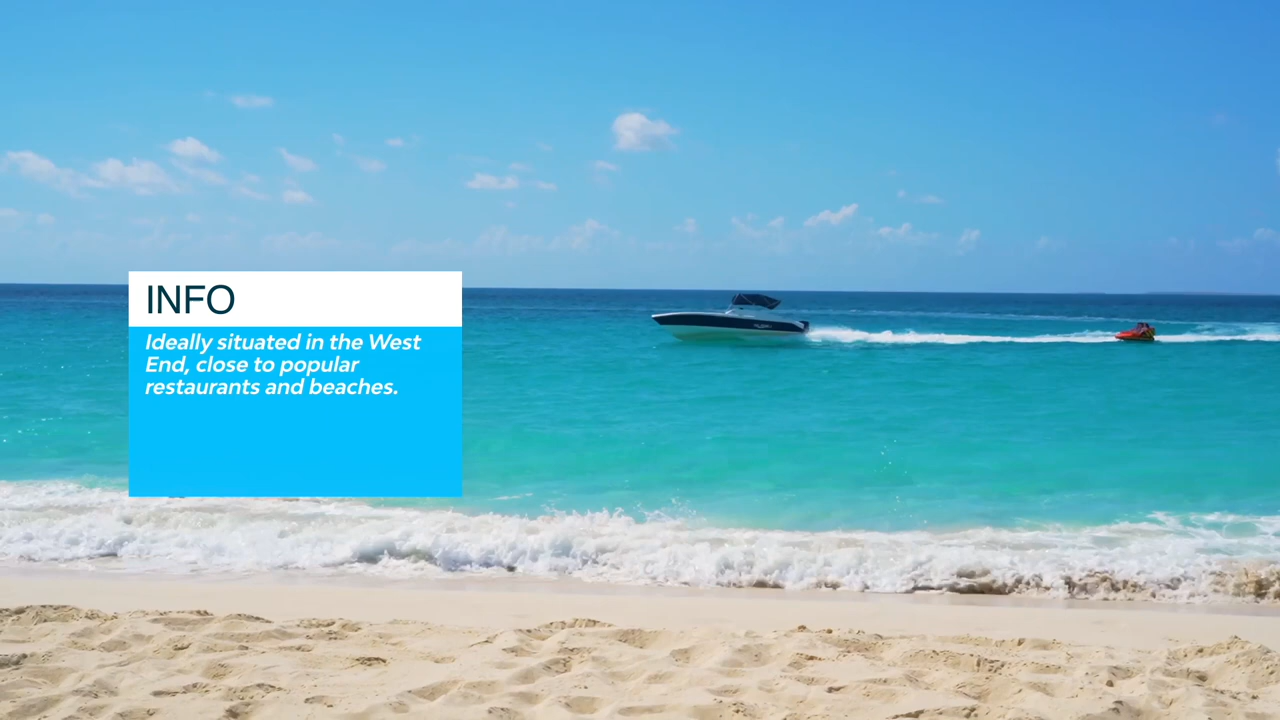 INFO
Ideally situated in the West
End, close to popular
restaurants and beaches.